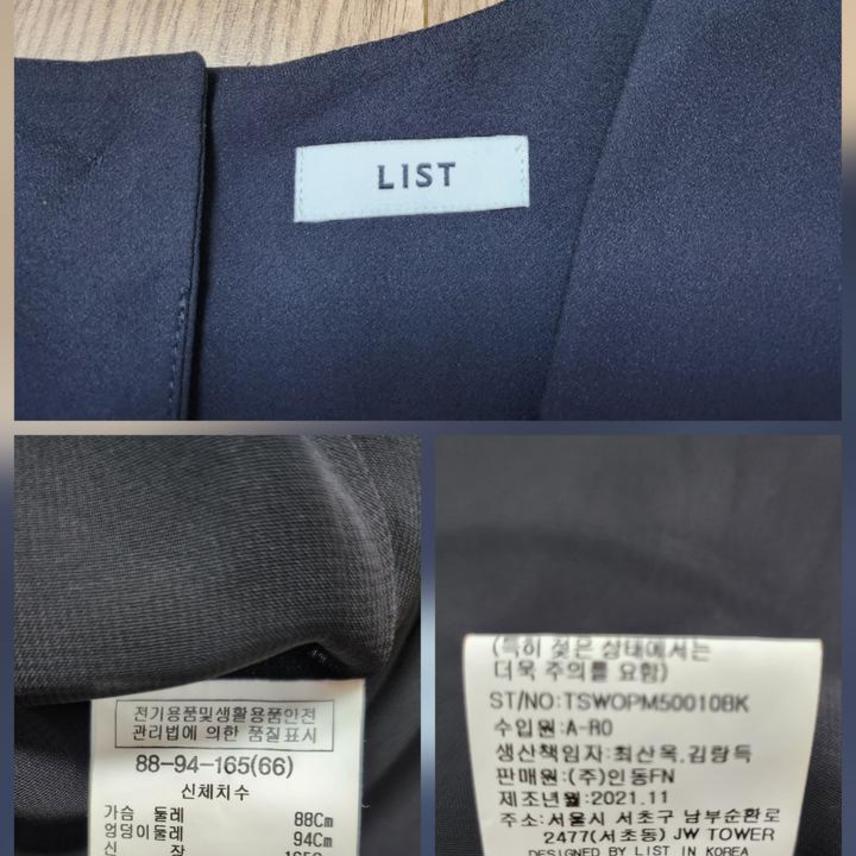 LIST
전기용품및생활용품안전
관리법에 의한 품질표시
88-94-165(66)
신체치수
가슴 둘레 88Cm
엉덩이둘레 94Cm
신 장
(특히 젖은 상태에서는
더욱 주의를 요함)
ST/NO:TSWOPM50010BK
수입원:A-RO
생산책임자:최산옥,김랑득
판매원:(주)인동FN
제조년월:2021.11
주소:서울시 서초구 남부순환로
2477(서초동) JW TOWER
DESIGNED BY LIST IN KOREA